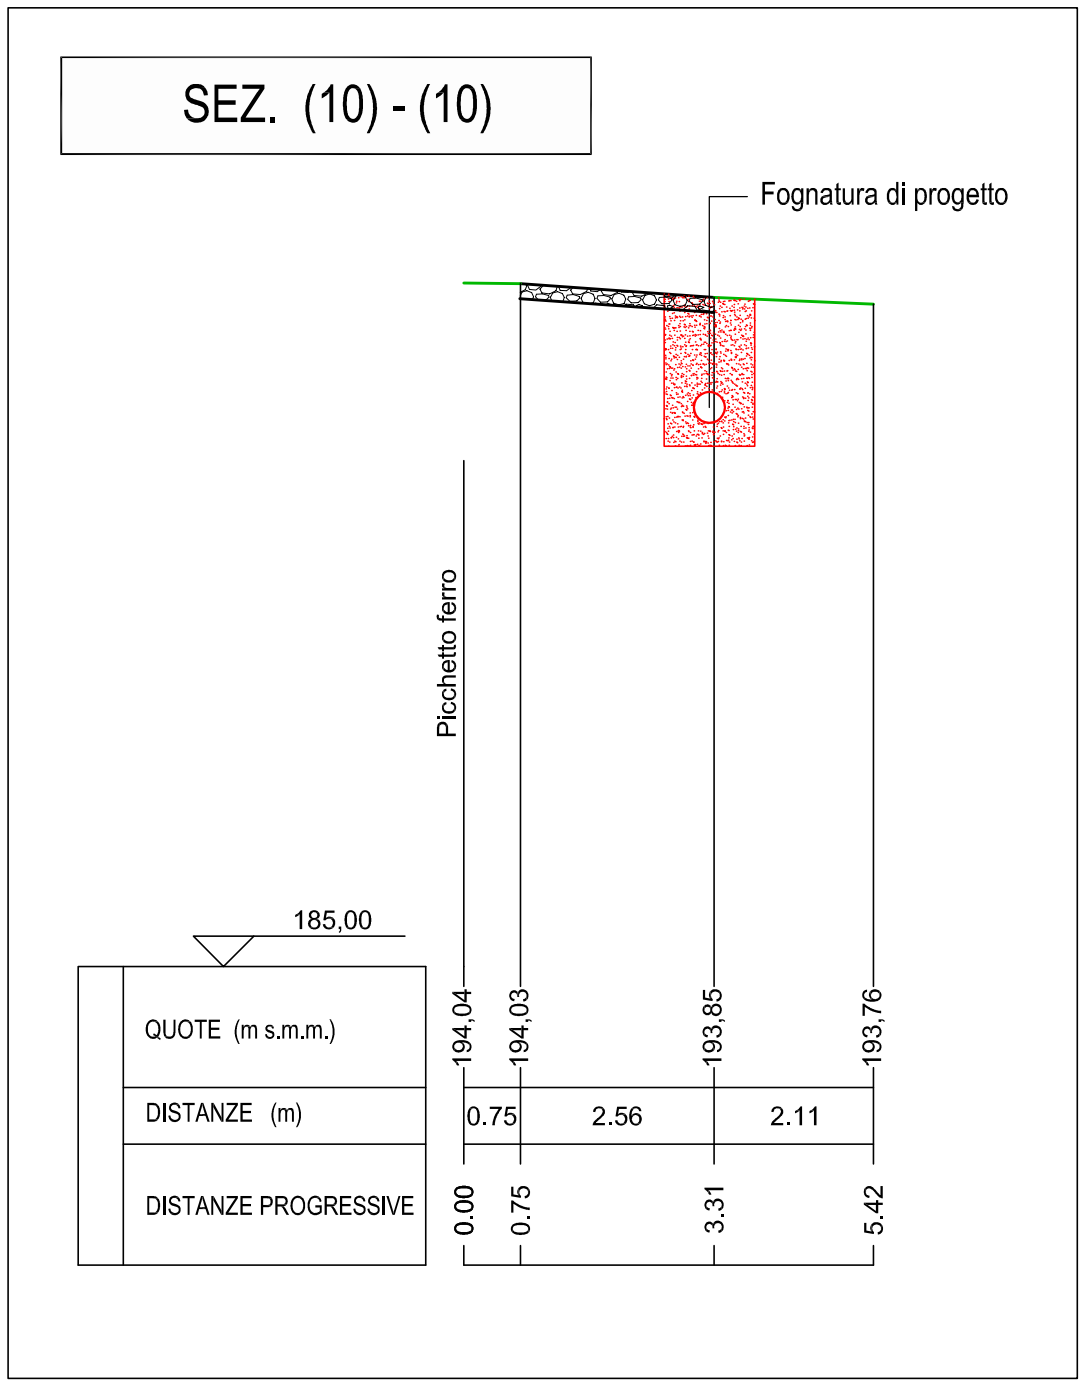 SEZ. (10) - (10)
Fognatura di progetto
Picchetto ferro
185,00
QUOTE (m s.m.m.)
194,04 194,03 193,85 193,76
DISTANZE (m)
0.75 2.56 2.11
DISTANZE PROGRESSIVE
0.00 0.75 3.31 5.42